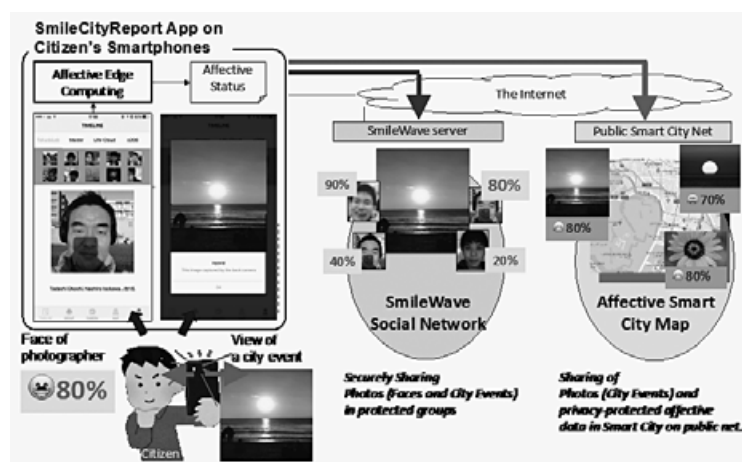 SmileCityReport App on
Citizen's Smartphones
Affective Edge
Computing
Affective
Status
The Internet
SmileWave server
Public Smart City Net
TIMELINE
90%
80%
40%
20%
80%
70%
80%
SmileWave
Social Network
Affective Smart
City Map
Face of
photographer
View of
a city event
80%
Citizen
Securely Sharing
Photos (Faces and City Events)
in protected groups
Sharing of
Photos (City Events) and
privacy-protected affective
data in Smart City on public net.